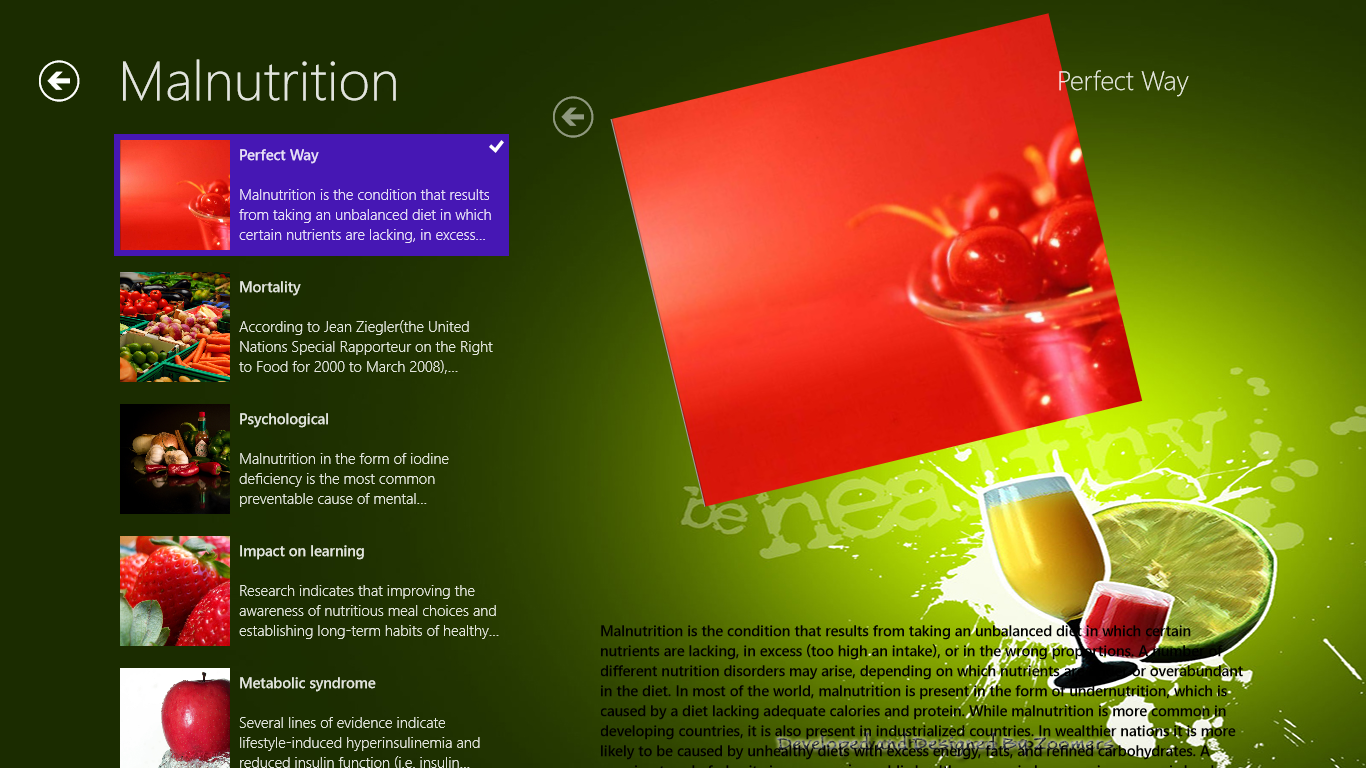 Malnutrition
Perfect Way
Malnutrition is the condition that results
from taking an unbalanced diet in which
certain nutrients are lacking, in excess...
Mortality
According to Jean Ziegler(the United
Nations Special Rapporteur on the Right
to Food for 2000 to March 2008),...
Psychological
Malnutrition in the form of iodine
deficiency is the most common
preventable cause of mental...
Impact on learning
Research indicates that improving the
awareness of nutritious meal choices and
establishing long-term habits of healthy...
Metabolic syndrome
Several lines of evidence indicate
lifestyle-induced hyperinsulinemia and
reduced insulin function (i.e. insulin...
Perfect Way
be healthy
Malnutrition is the condition that results from taking an unbalanced diet in which certain
nutrients are lacking, in excess (too high an intake), or in the wrong proportions. A number of
different nutrition disorders may arise, depending on which nutrients or overabundant
in the diet. In most of the world, malnutrition is present in the form of undernutrition, which is
caused by a diet lacking adequate calories and protein. While malnutrition is more common in
developing countries, it is also present in industrialized countries. In wealthier nations it is more
likely to be caused by unhealthy diets with excess energy, fats, and refined carbohydrates. A
Developed and Designed By Zoomers